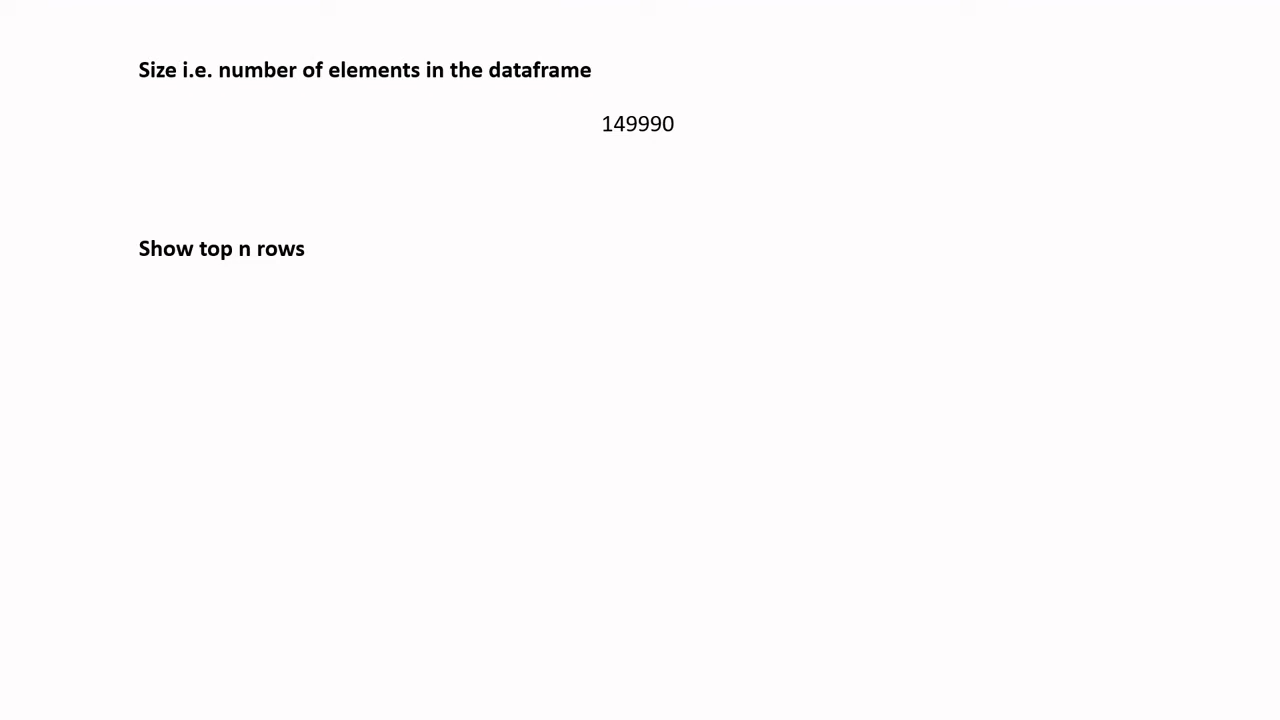 Size i.e. number of elements in the dataframe
149990
Show top n rows